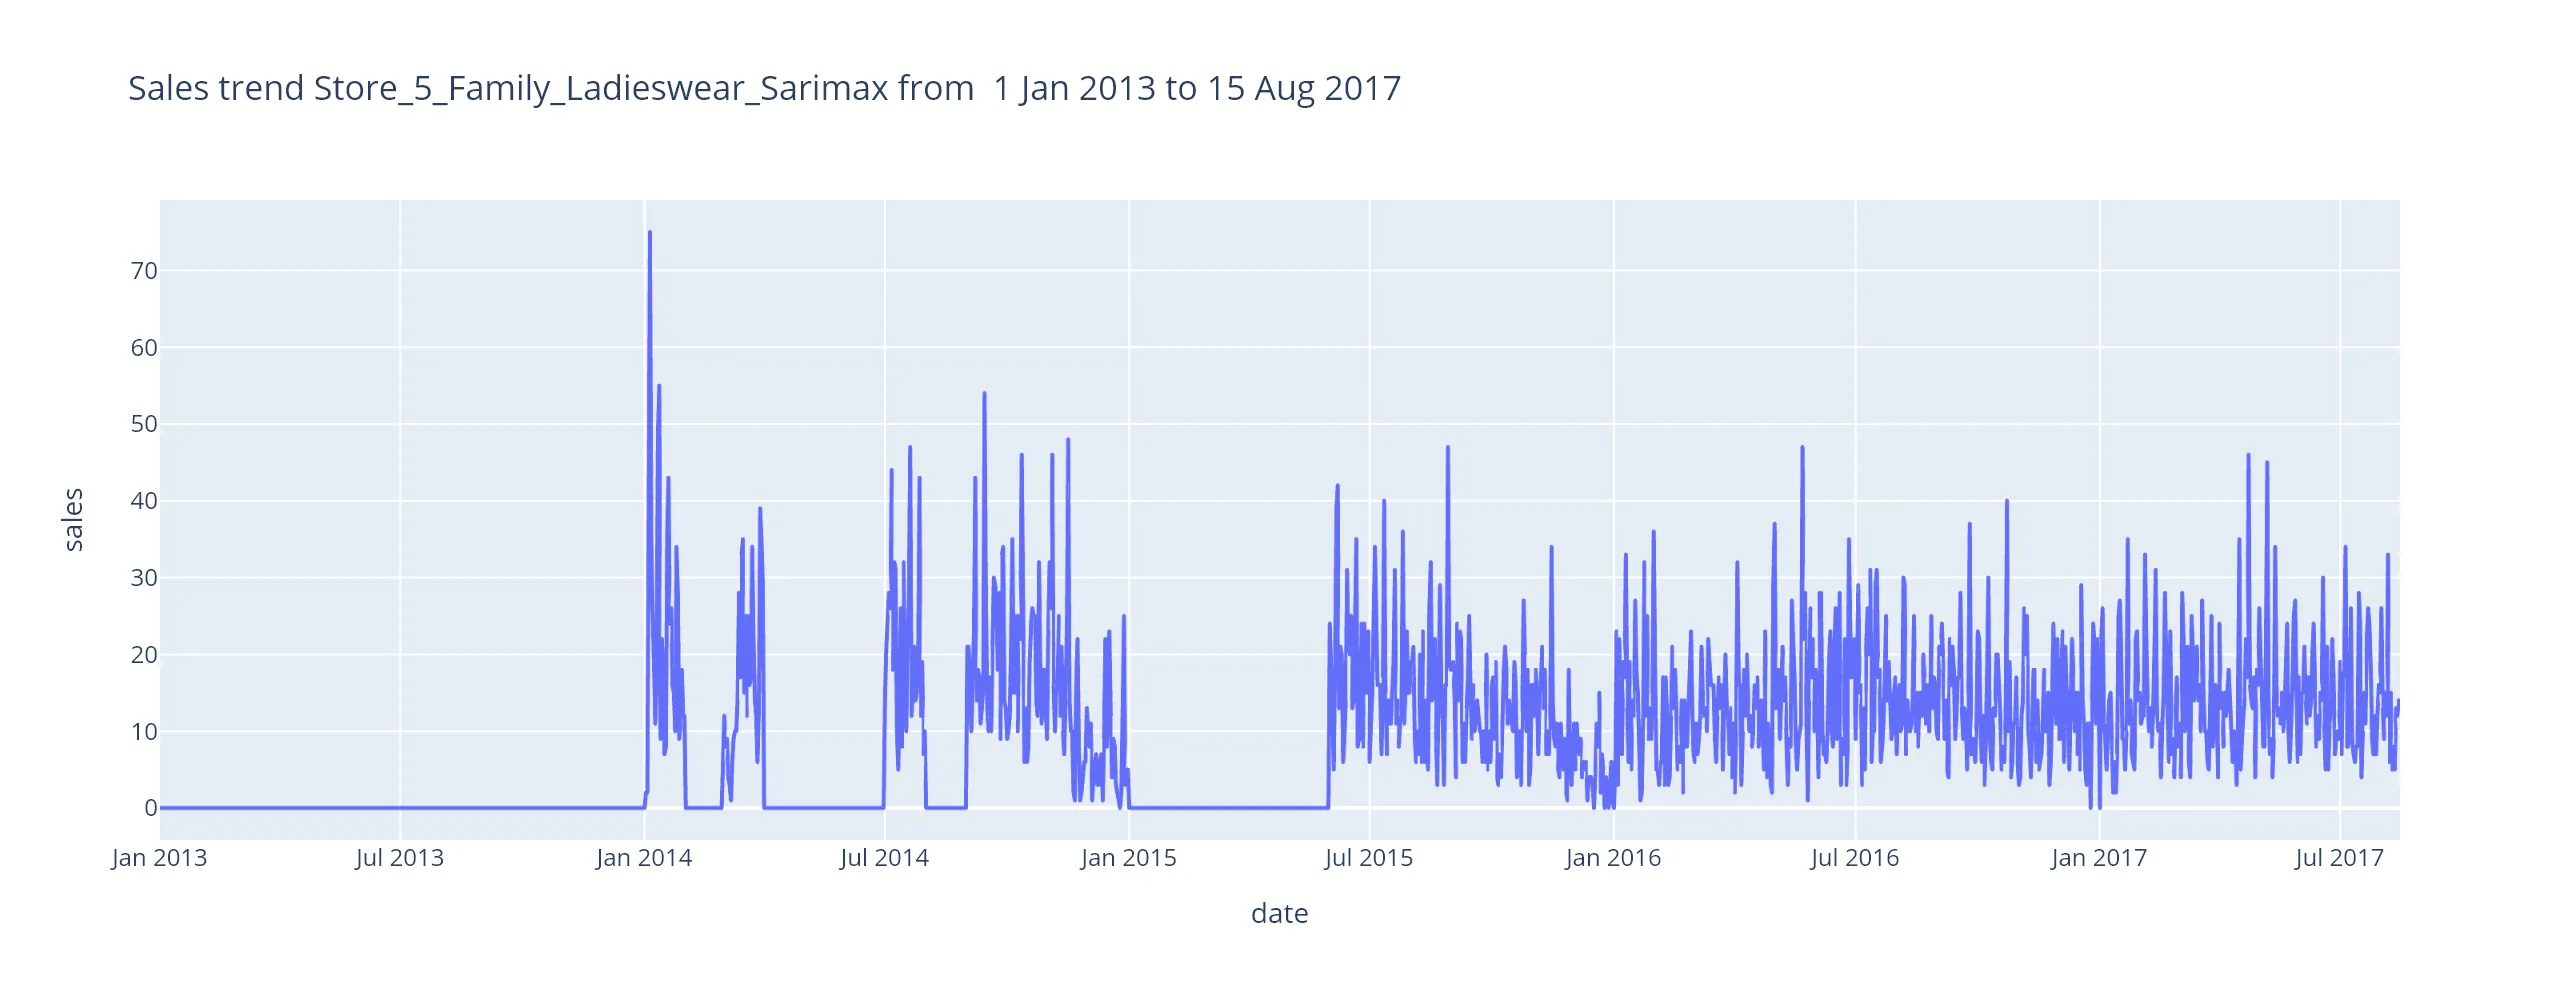 Sales trend Store_5_Family_Ladieswear_Sarimax from  1 Jan 2013 to 15 Aug 2017
70
60
50
40
30
20
10
0
sales
Jan 2013 Jul 2013 Jan 2014 Jul 2014 Jan 2015 Jul 2015 Jan 2016 Jul 2016 Jan 2017 Jul 2017
date